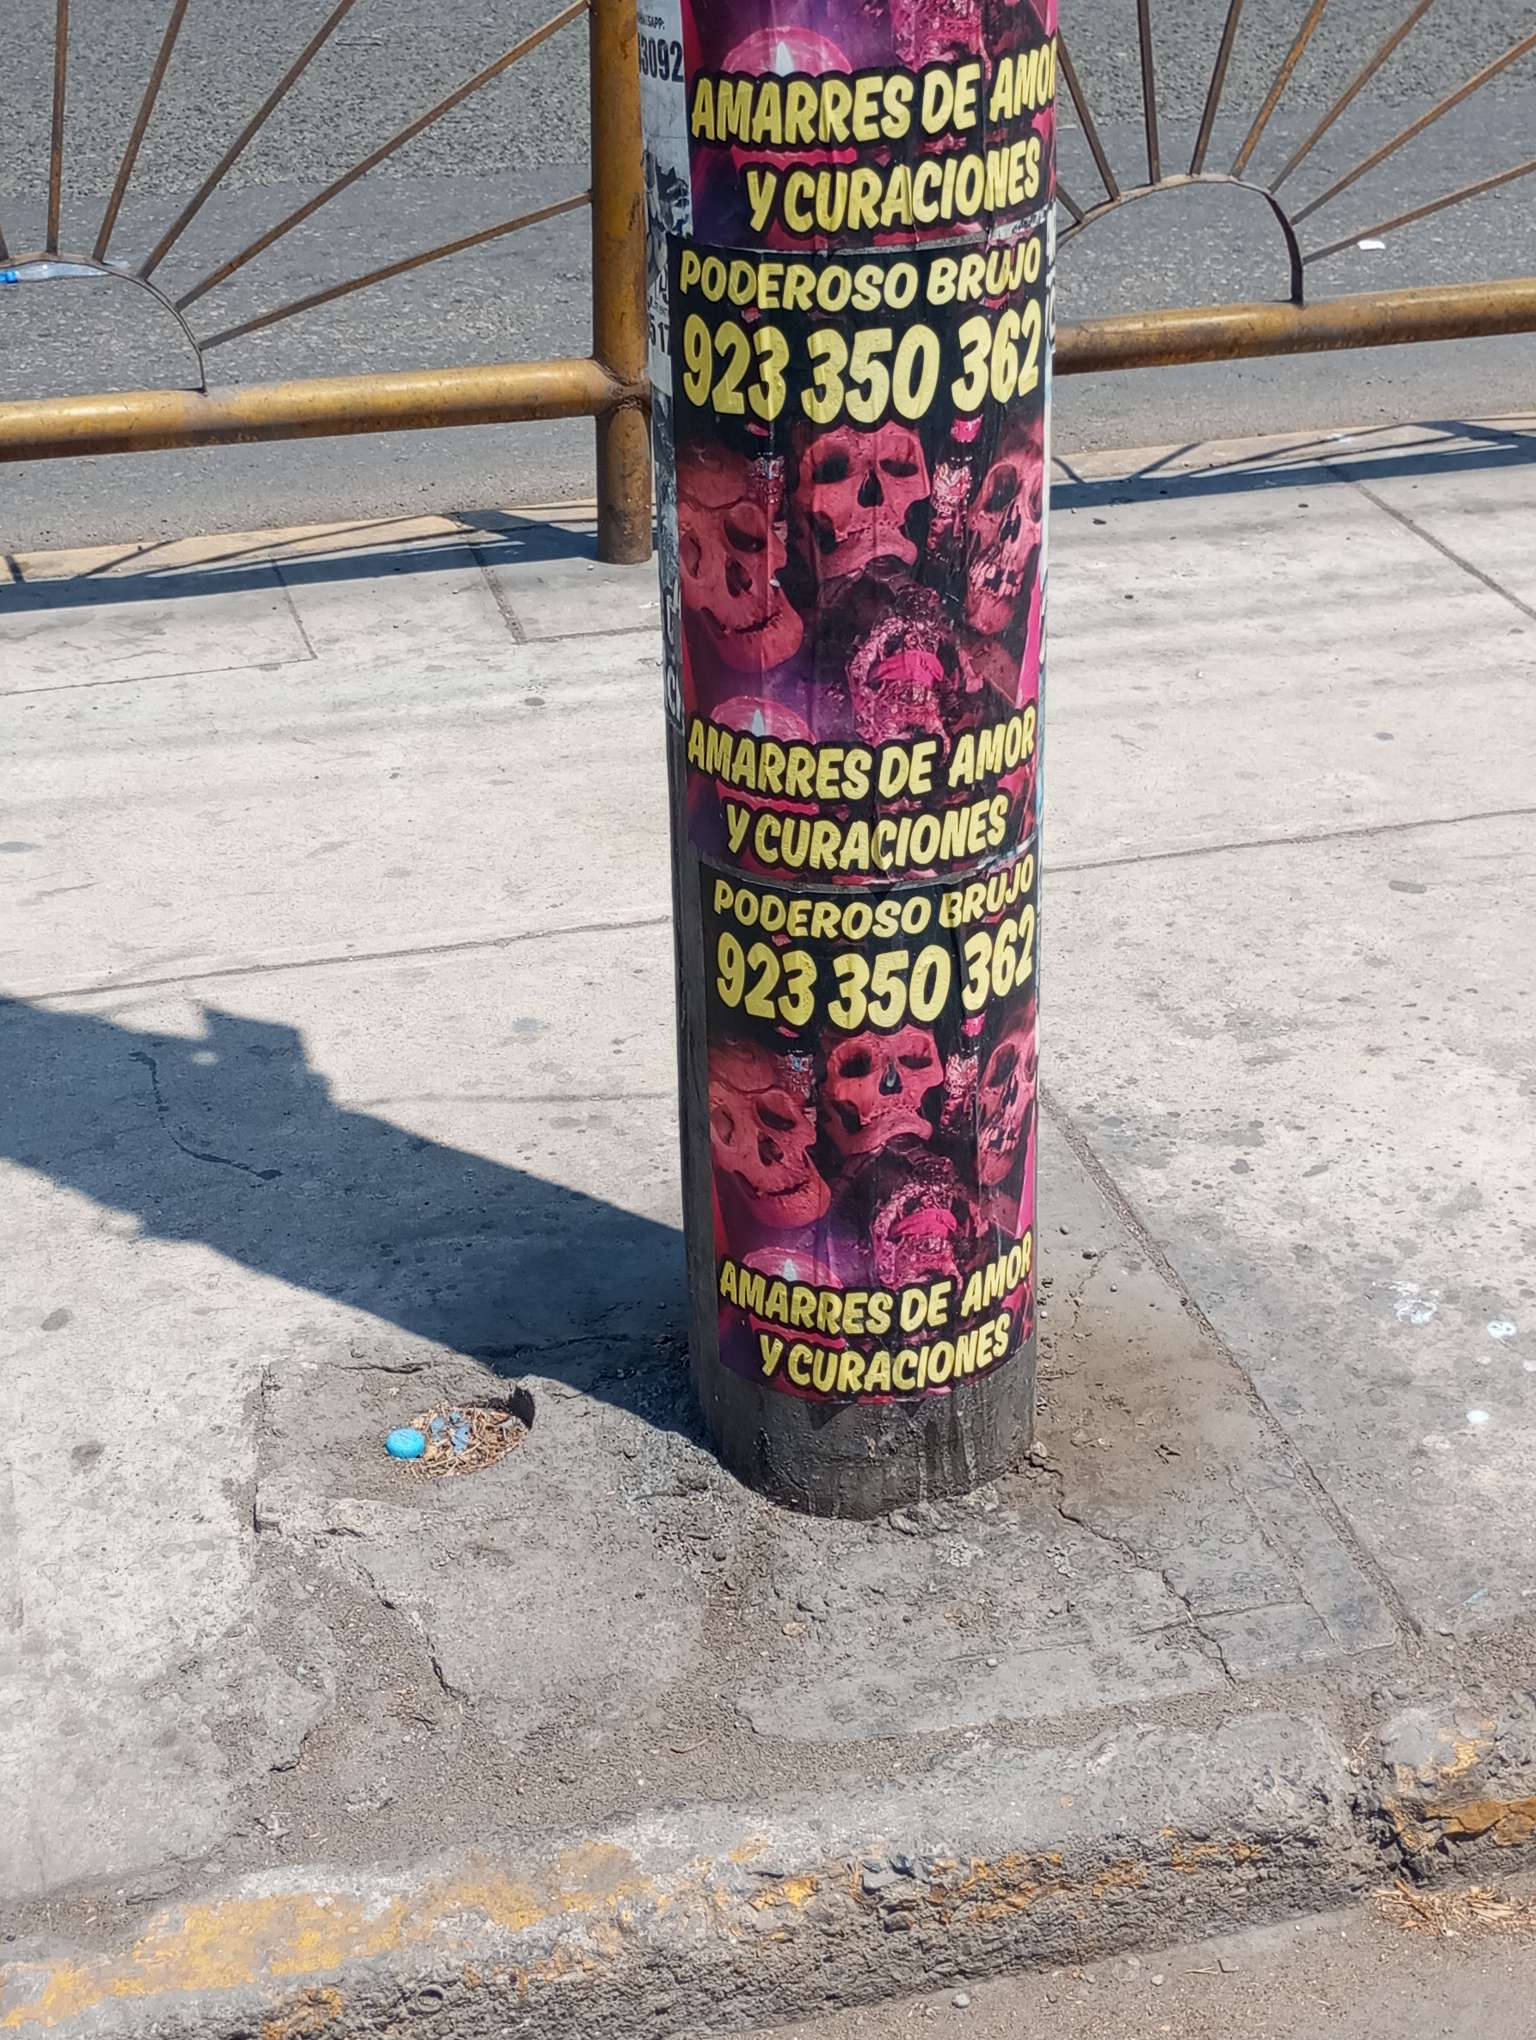 3092
AMARRES DE AMOR
Y CURACIONES
PODEROSO BRUJO
923 350 362
AMARRES DE AMOR
Y CURACIONES
PODEROSO BRUJO
923 350 362
AMARRES DE AMOR
Y CURACIONES